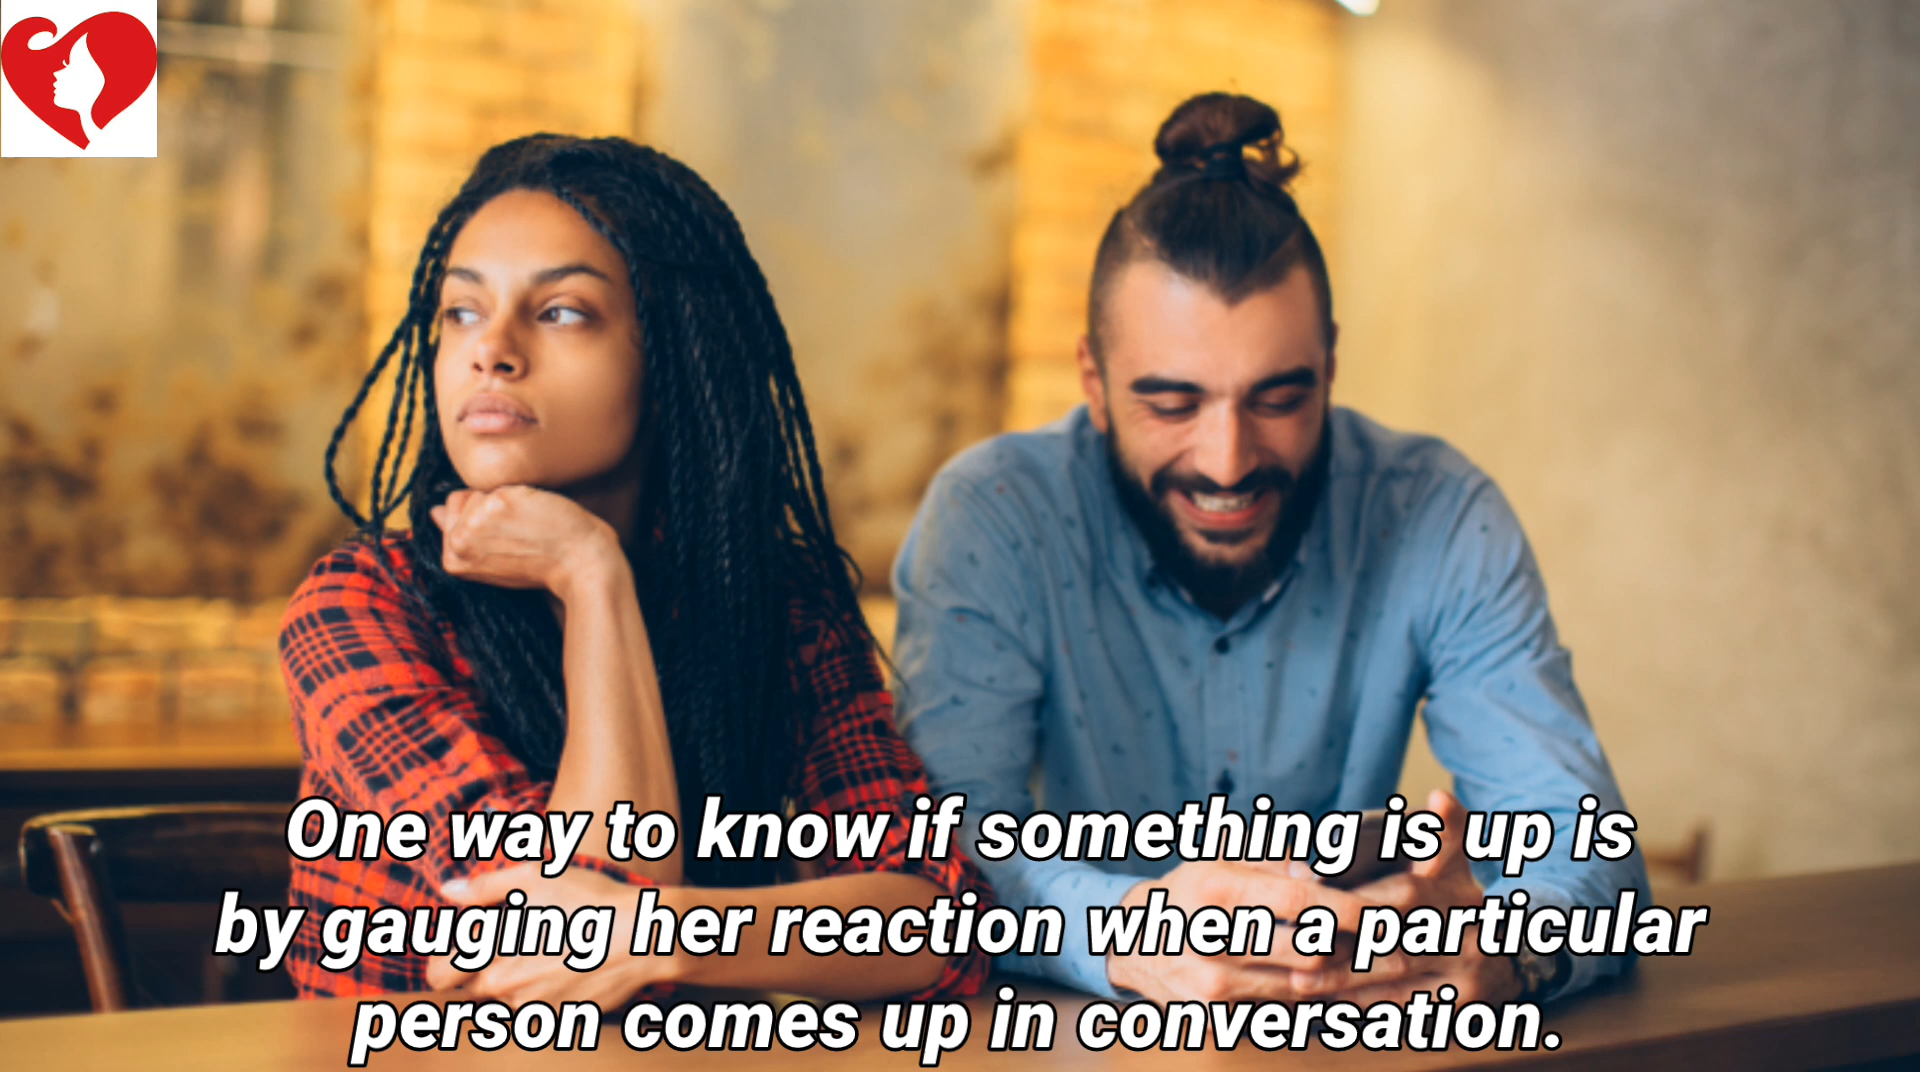 One way to know if something is up is
by gauging her reaction when a particular
person comes up in conversation.